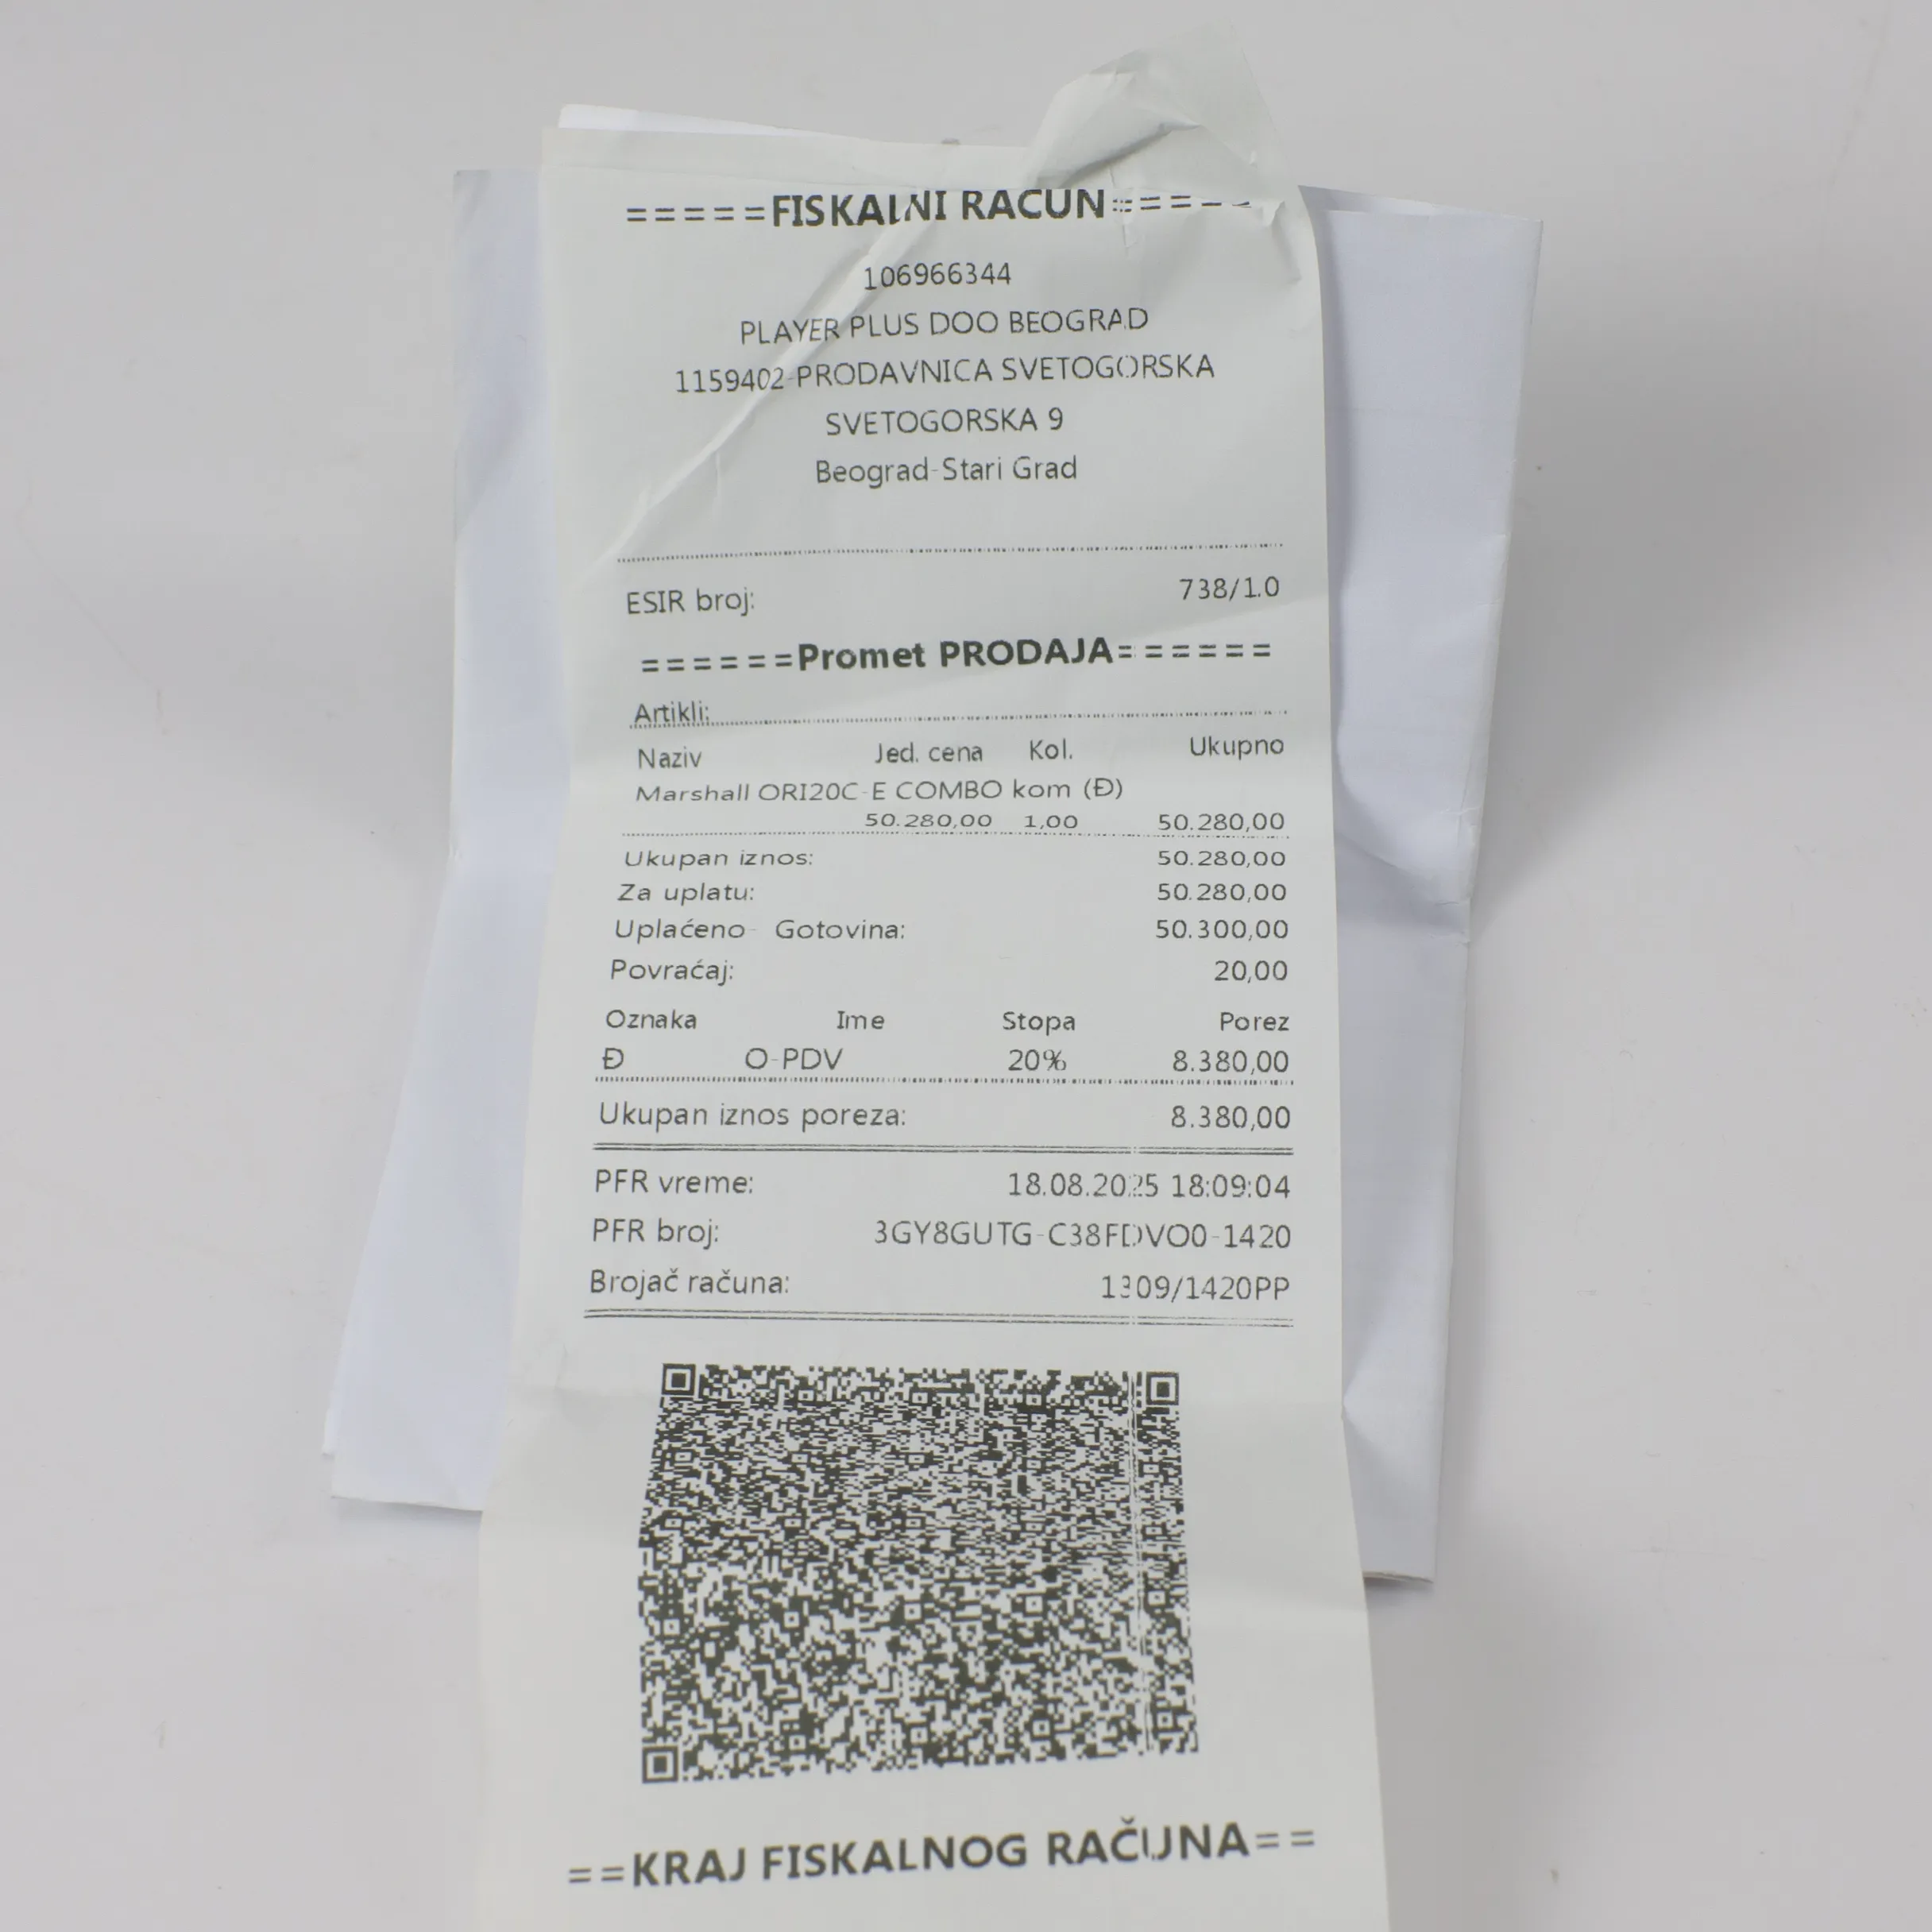 =====FISKALNI RAČUN======
106966344
PLAYER PLUS DOO BEOGRAD
1159402-PRODAVNICA SVETOGORSKA
SVETOGORSKA 9
Beograd-Stari Grad
ESIR broj: 738/1.0
======Promet PRODAJA======
Artikli:
Naziv Jed. cena Kol. Ukupno
Marshall ORI20C-E COMBO kom (Đ)
50.280,00 1,00 50.280,00
Ukupan iznos: 50.280,00
Za uplatu: 50.280,00
Uplaćeno- Gotovina: 50.300,00
Povraćaj: 20,00
Oznaka Ime Stopa Porez
Đ O-PDV 20% 8.380,00
Ukupan iznos poreza: 8.380,00
PFR vreme: 18.08.2025 18:09:04
PFR broj: 3GY8GUTG-C38FDVO0-1420
Brojač računa: 1309/1420PP
==KRAJ FISKALNOG RAČUNA==